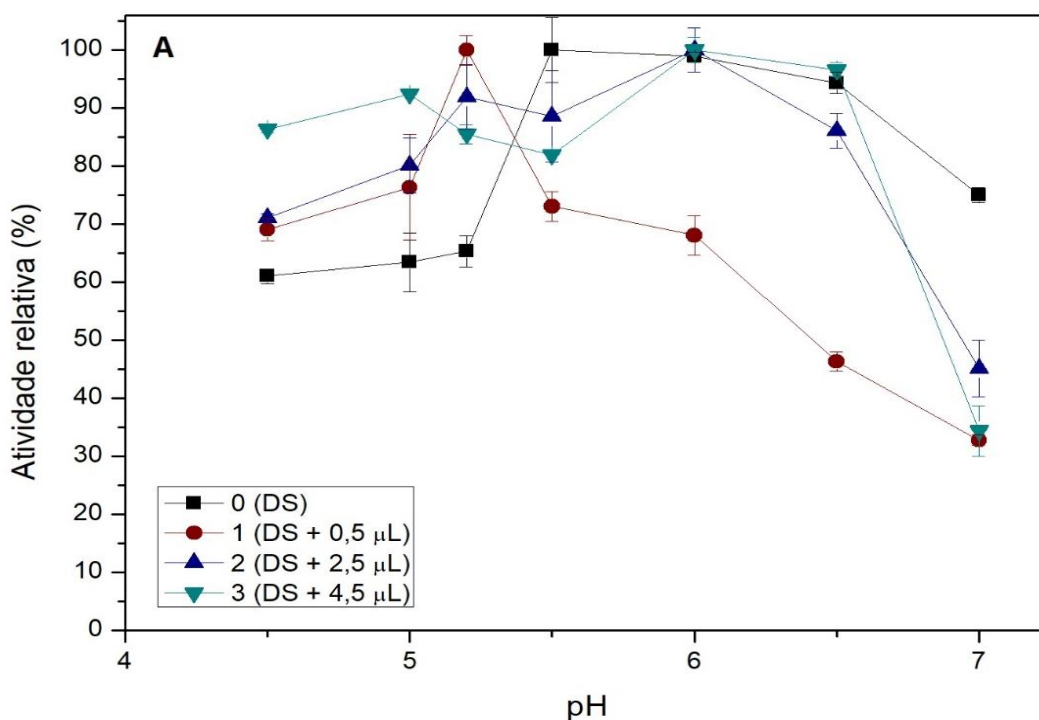 A
Atividade relativa (%)
100
90
80
70
60
50
40
30
20
10
0
0 (DS)
1 (DS + 0,5 μL)
2 (DS + 2,5 μL)
3 (DS + 4,5 μL)
4 5 6 7
pH